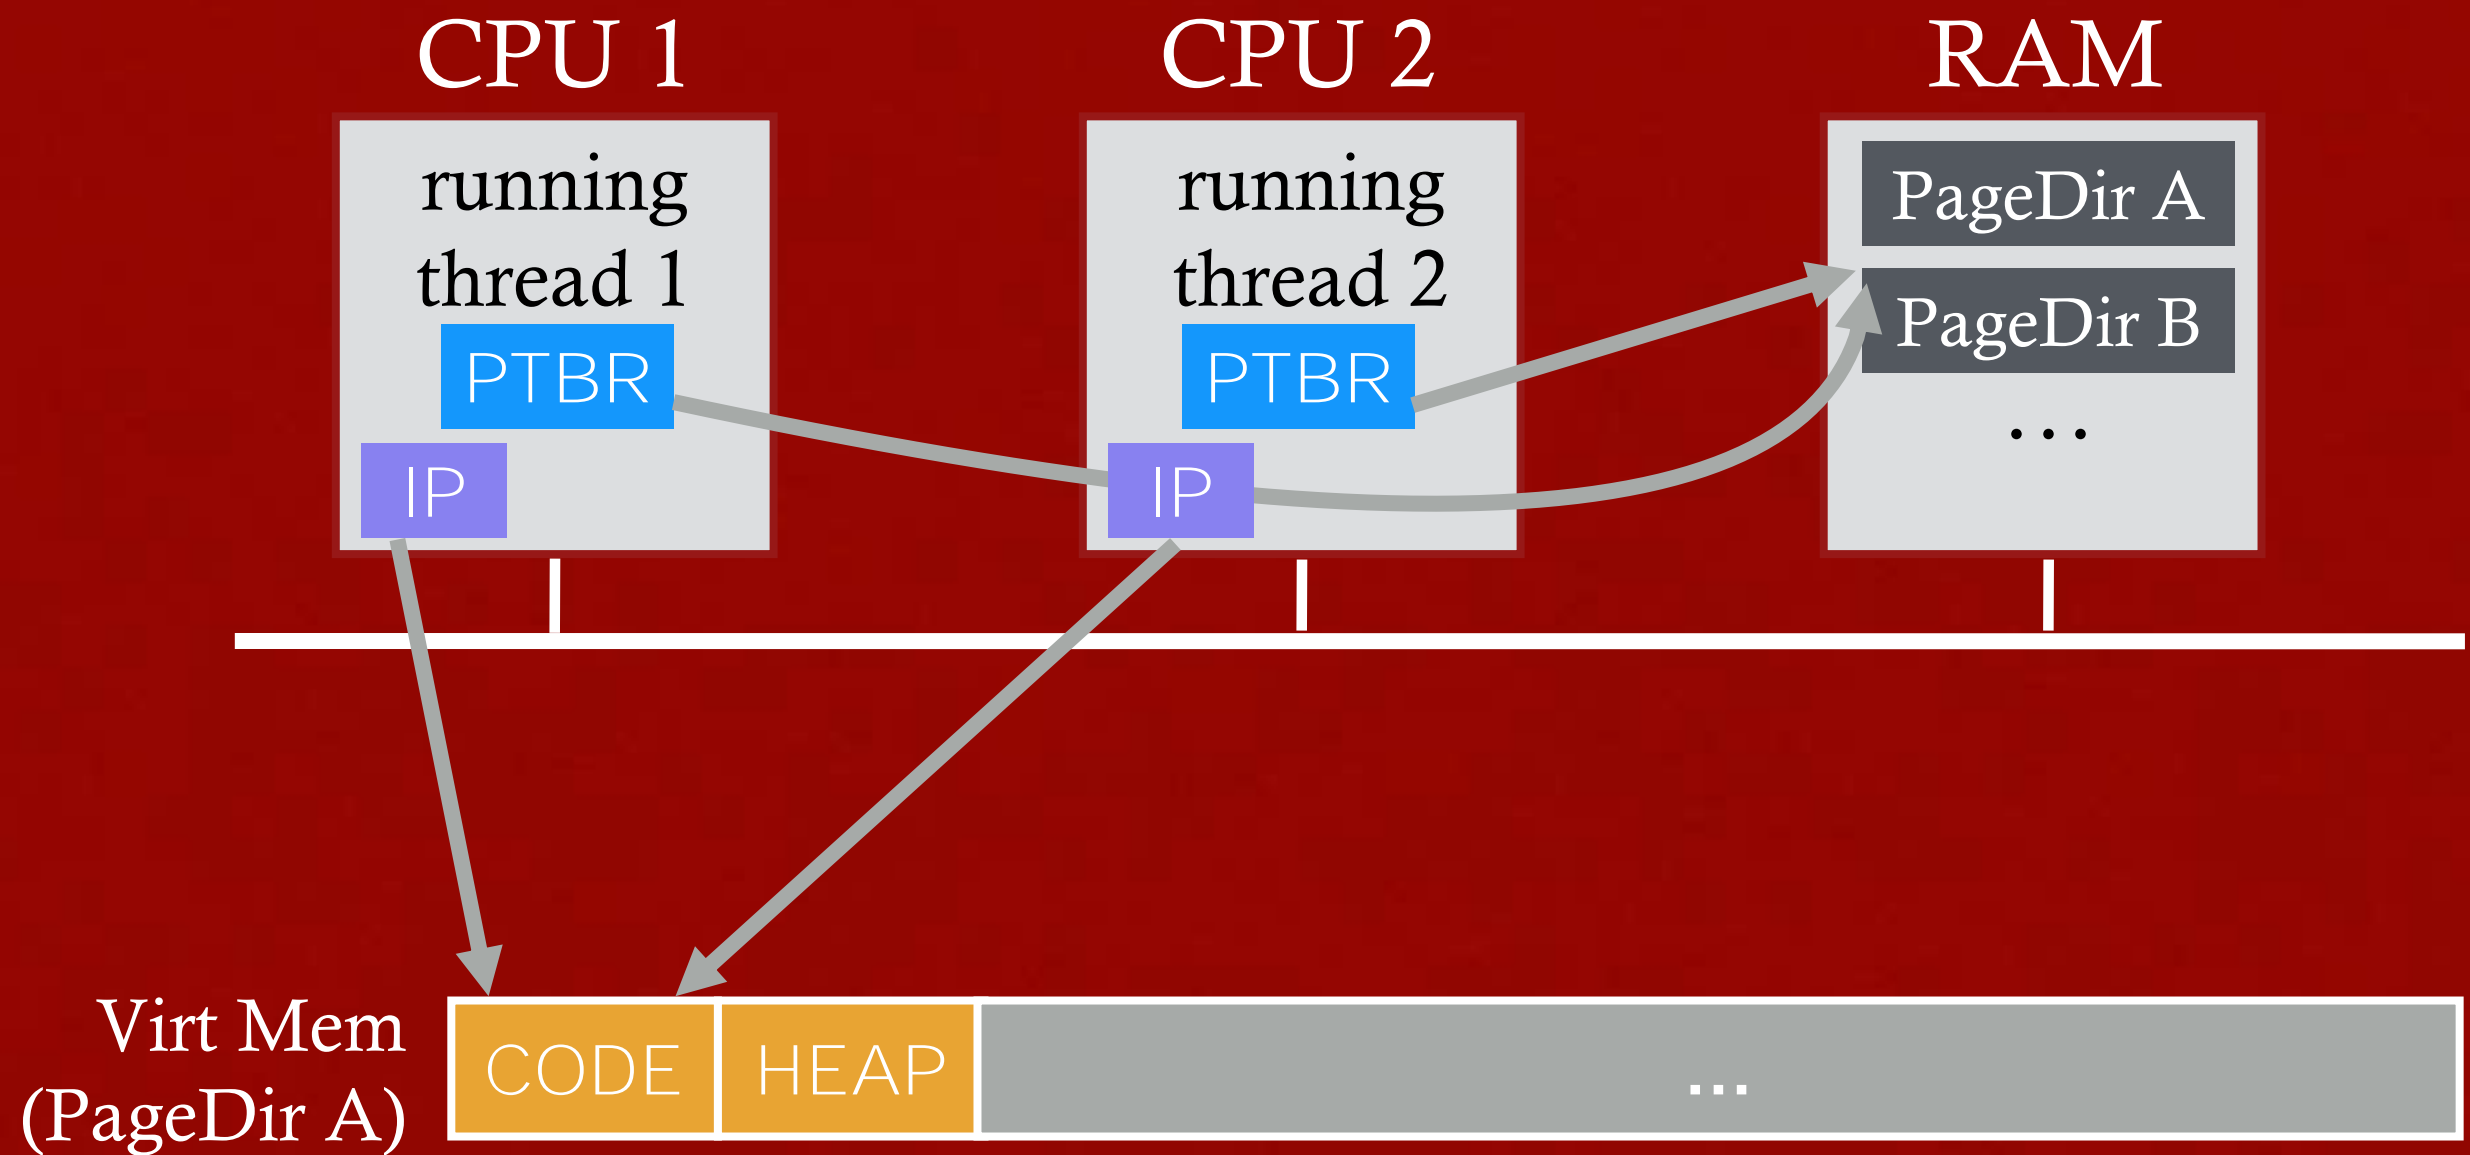 CPU 1
CPU 2
RAM
running
thread 1
PTBR
IP
running
thread 2
PTBR
IP
PageDir A
PageDir B
...
Virt Mem
(PageDir A)
CODE
HEAP
...